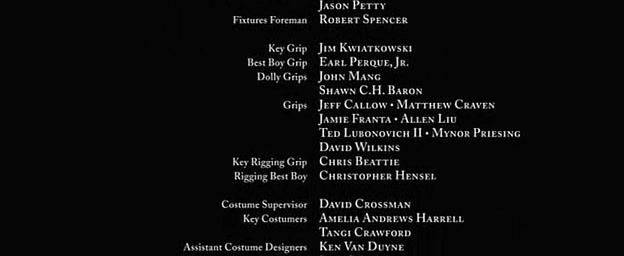 Jason Petty
Fixtures Foreman Robert Spencer
Key Grip Jim Kwiatkowski
Best Boy Grip Earl Perque, Jr.
Dolly Grips John Mang
Shawn C.H. Baron
Grips Jeff Callow • Matthew Craven
Jamie Franta • Allen Liu
Ted Lubonovich II • Mynor Priesing
David Wilkins
Key Rigging Grip Chris Beattie
Rigging Best Boy Christopher Hensel
Costume Supervisor David Crossman
Key Costumers Amelia Andrews Harrell
Tangi Crawford
Assistant Costume Designers Ken Van Duyne